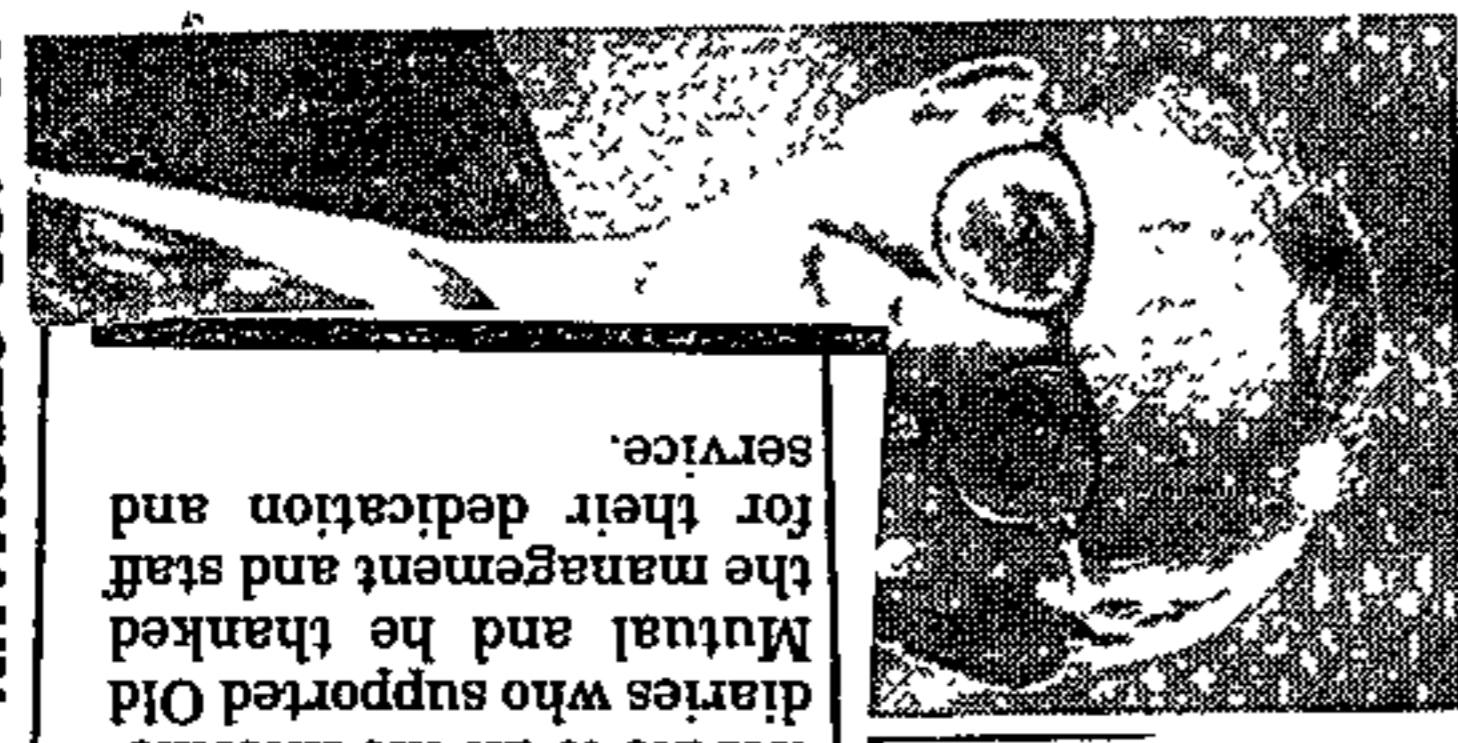 diaries who supported Old
Mutual and he thanked
the management and staff
for their dedication and
service.